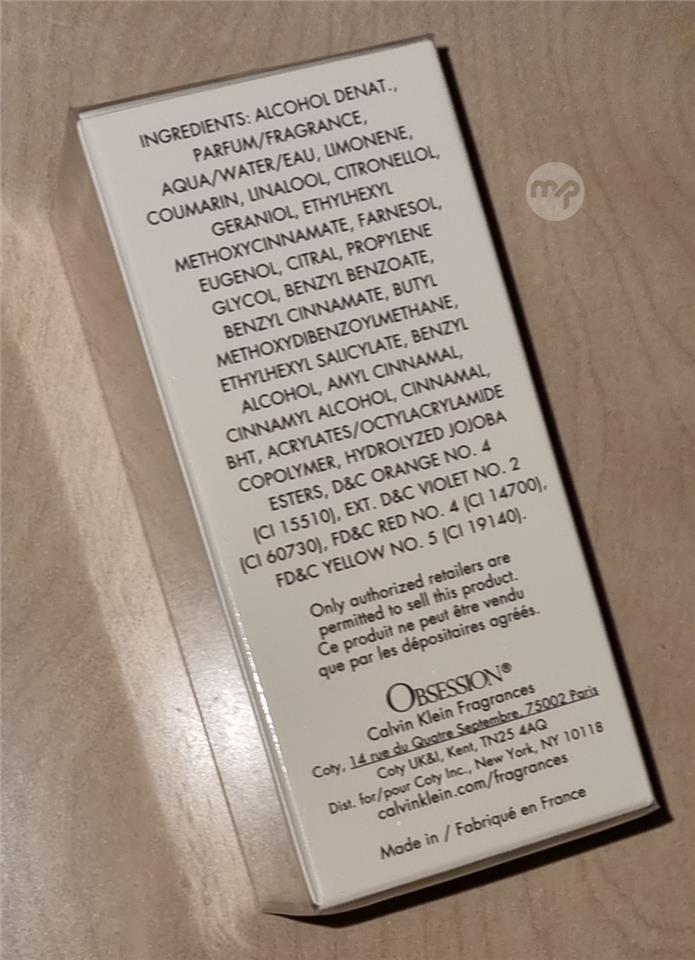 INGREDIENTS: ALCOHOL DENAT.,
PARFUM/FRAGRANCE,
AQUA/WATER/EAU, LIMONENE,
COUMARIN, LINALOOL, CITRONELLOL,
GERANIOL, ETHYLHEXYL
METHOXYCINNAMATE, FARNESOL,
EUGENOL, CITRAL, PROPYLENE
GLYCOL, BENZYL BENZOATE,
BENZYL CINNAMATE, BUTYL
METHOXYDIBENZOYLMETHANE,
ETHYLHEXYL SALICYLATE, BENZYL
ALCOHOL, AMYL CINNAMAL,
CINNAMYL ALCOHOL, CINNAMAL,
BHT, ACRYLATES/OCTYLACRYLAMIDE
COPOLYMER, HYDROLYZED JOJOBA
ESTERS, D&C ORANGE NO. 4
(CI 15510), EXT. D&C VIOLET NO. 2
(CI 60730), FD&C RED NO. 4 (CI 14700),
FD&C YELLOW NO. 5 (CI 19140).
Only authorized retailers are
permitted to sell this product.
Ce produit ne peut être vendu
que par les dépositaires agréés.
OBSESSION®
Calvin Klein Fragrances
Coty, 14 rue du Quatre Septembre, 75002 Paris
Coty UK&I, Kent, TN25 4AQ
Dist. for/pour Coty Inc., New York, NY 10118
calvinklein.com/fragrances
Made in / Fabriqué en France
mp